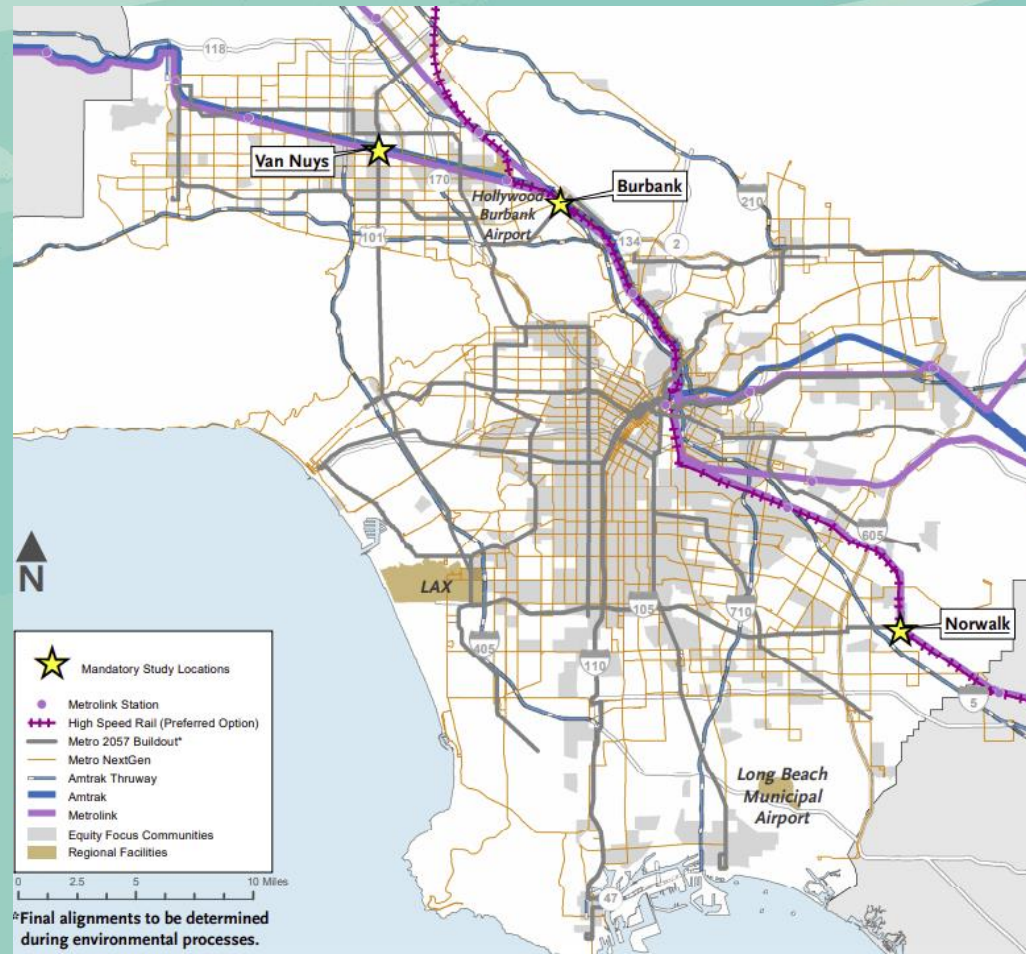 118
Van Nuys
170
Hollywood
Burbank
Airport
Burbank
210
101
134
2
LAX
605
105
710
Norwalk
405
110
5
Long Beach
Municipal
Airport
47
N
Mandatory Study Locations
Metrolink Station
High Speed Rail (Preferred Option)
Metro 2057 Buildout*
Metro NextGen
Amtrak Thruway
Amtrak
Metrolink
Equity Focus Communities
Regional Facilities
0 2.5 5 10 Miles
*Final alignments to be determined
during environmental processes.